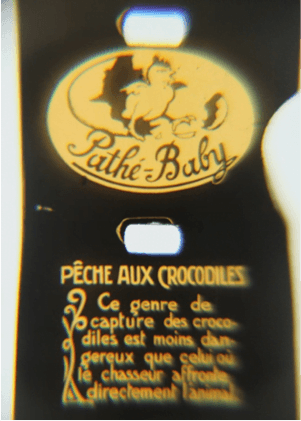 Pathé-Baby
PÊCHE AUX CROCODILES
Ce genre de
capture des croco-
diles est moins dan-
gereux que celui où
le chasseur affronte
directement l'animal.